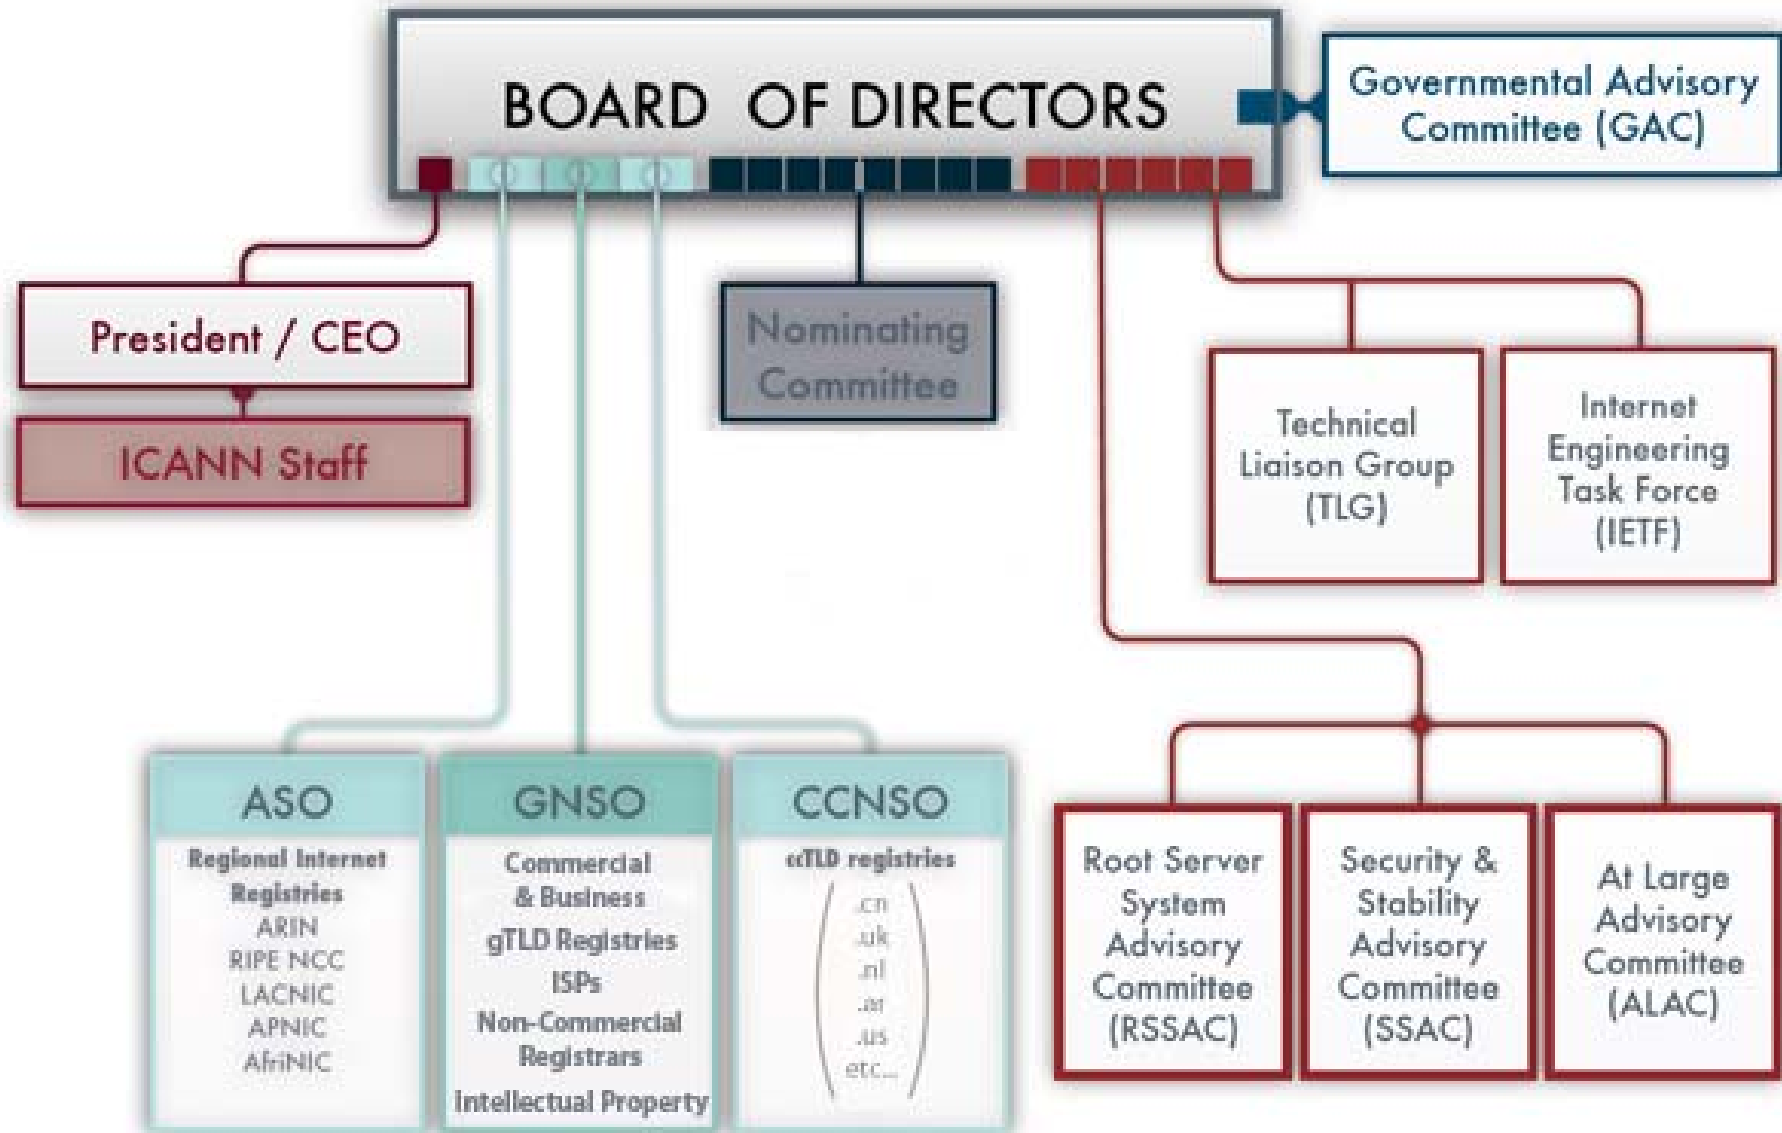 BOARD OF DIRECTORS
Governmental Advisory
Committee (GAC)
President / CEO
ICANN Staff
Nominating
Committee
Technical
Liaison Group
(TLG)
Internet
Engineering
Task Force
(IETF)
ASO
Regional Internet
Registries
ARIN
RIPE NCC
LACNIC
APNIC
AfriNIC
GNSO
Commercial
& Business
gTLD Registries
ISPs
Non-Commercial
Registrars
Intellectual Property
CCNSO
ccTLD registries
.cn
.uk
.nl
.ar
.us
etc...
Root Server
System
Advisory
Committee
(RSSAC)
Security &
Stability
Advisory
Committee
(SSAC)
At Large
Advisory
Committee
(ALAC)